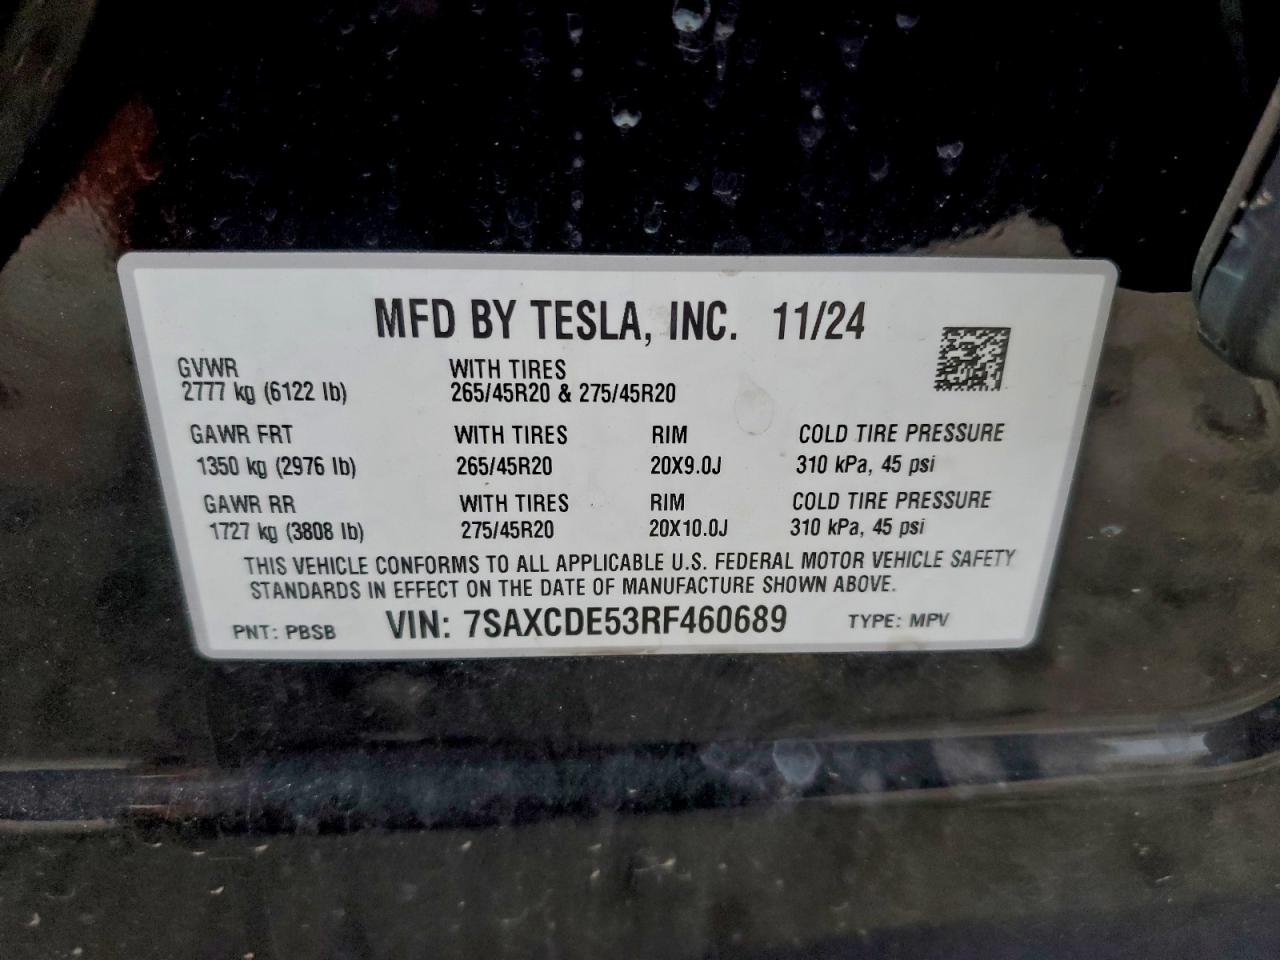 MFD BY TESLA, INC. 11/24
GVWR WITH TIRES
2777 kg (6122 lb) 265/45R20 & 275/45R20
GAWR FRT WITH TIRES RIM COLD TIRE PRESSURE
1350 kg (2976 lb) 265/45R20 20X9.0J 310 kPa, 45 psi
GAWR RR WITH TIRES RIM COLD TIRE PRESSURE
1727 kg (3808 lb) 275/45R20 20X10.0J 310 kPa, 45 psi
THIS VEHICLE CONFORMS TO ALL APPLICABLE U.S. FEDERAL MOTOR VEHICLE SAFETY
STANDARDS IN EFFECT ON THE DATE OF MANUFACTURE SHOWN ABOVE.
PNT: PBSB VIN: 7SAXCDE53RF460689 TYPE: MPV